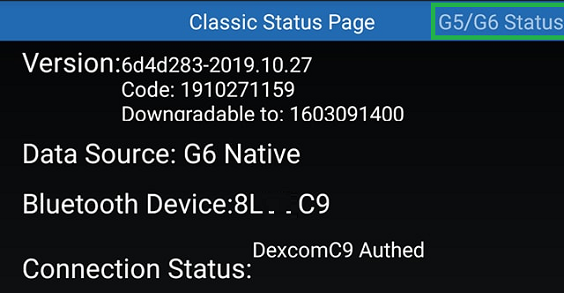 Classic Status Page G5/G6 Status
Version:6d4d283-2019.10.27
Code: 1910271159
Downgradable to: 1603091400
Data Source: G6 Native
Bluetooth Device:8L C9
DexcomC9 Authed
Connection Status: